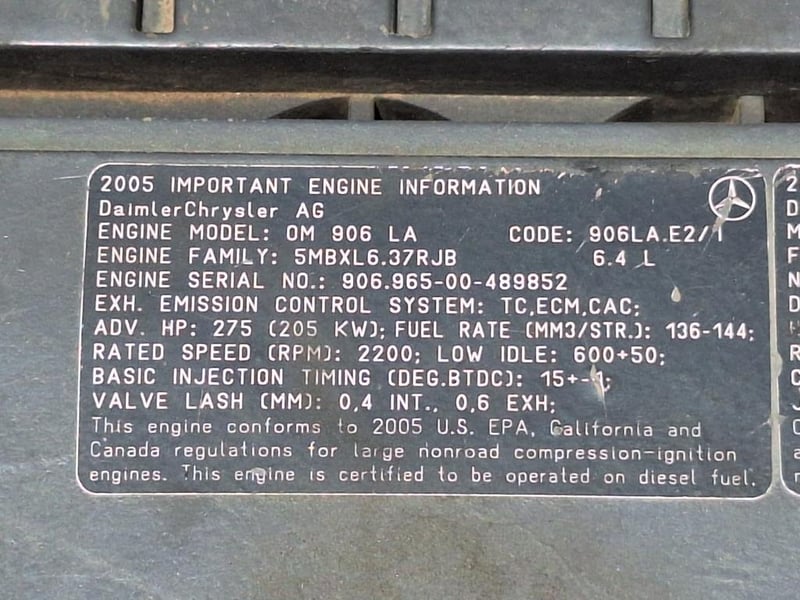 2005 IMPORTANT ENGINE INFORMATION
DaimlerChrysler AG
ENGINE MODEL: OM 906 LA CODE: 906LA.E2/1
ENGINE FAMILY: 5MBXL6.37RJB 6.4 L
ENGINE SERIAL NO.: 906.965-00-489852
EXH. EMISSION CONTROL SYSTEM: TC,ECM,CAC;
ADV. HP: 275 (205 KW); FUEL RATE (MM3/STR.): 136-144;
RATED SPEED (RPM): 2200; LOW IDLE: 600+50;
BASIC INJECTION TIMING (DEG.BTDC): 15+-1;
VALVE LASH (MM): 0,4 INT., 0,6 EXH;
This engine conforms to 2005 U.S. EPA, California and
Canada regulations for large nonroad compression-ignition
engines. This engine is certified to be operated on diesel fuel.